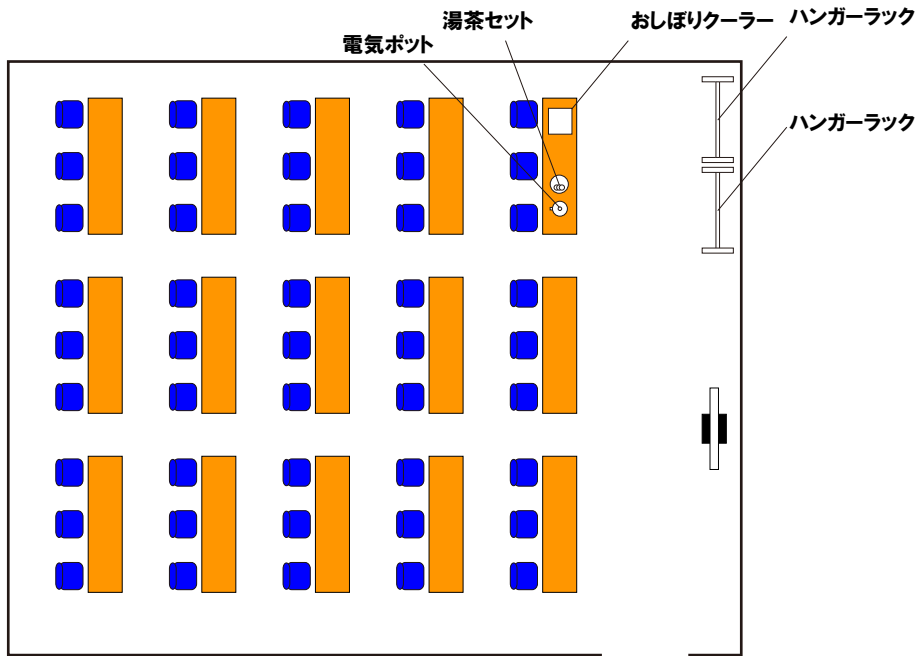 湯茶セット
おしぼりクーラー
ハンガーラック
電気ポット
ハンガーラック